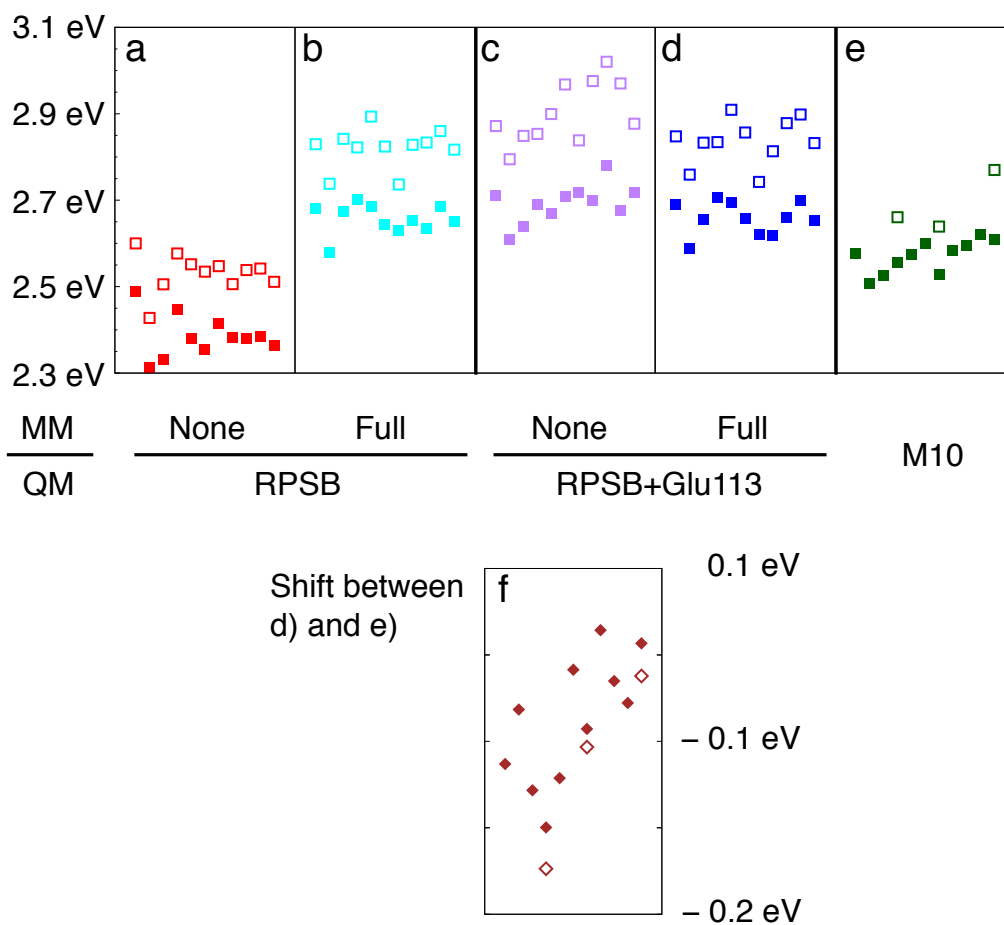 3.1 eV
2.9 eV
2.7 eV
2.5 eV
2.3 eV
a b c d e
MM None Full None Full
QM RPSB RPSB+Glu113 M10
Shift between
d) and e)
f
0.1 eV
– 0.1 eV
– 0.2 eV